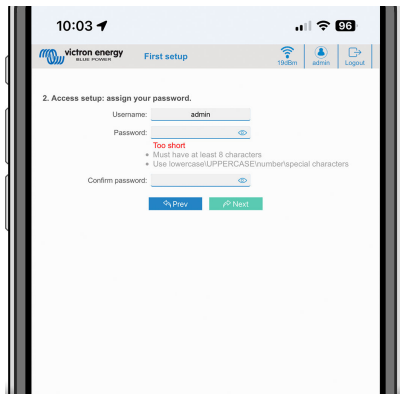 10:03
96
victron energy
BLUE POWER
First setup
19dBm
admin
Logout
2. Access setup: assign your password.
Username: admin
Password:
Too short
Must have at least 8 characters
Use lowercase\UPPERCASE\number\special characters
Confirm password:
Prev
Next